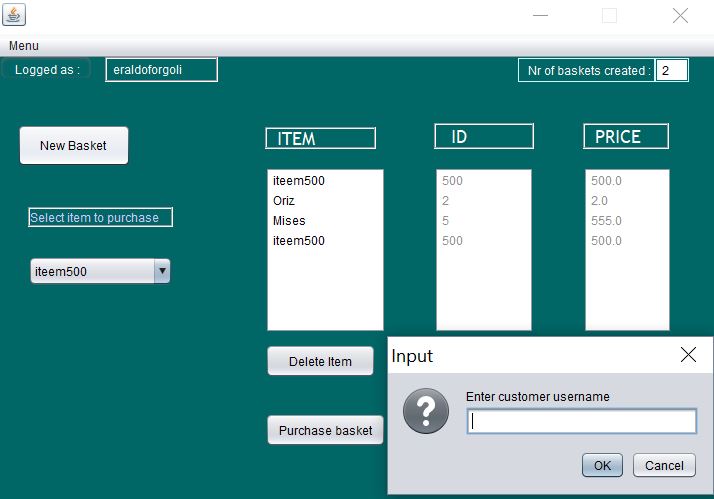 Menu
Logged as :
eraldoforgoli
Nr of baskets created :
2
New Basket
ITEM
ID
PRICE
Select item to purchase
iteem500
iteem500
500
500.0
Oriz
2
2.0
Mises
5
555.0
iteem500
500
500.0
Delete Item
Purchase basket
Input
Enter customer username
OK
Cancel